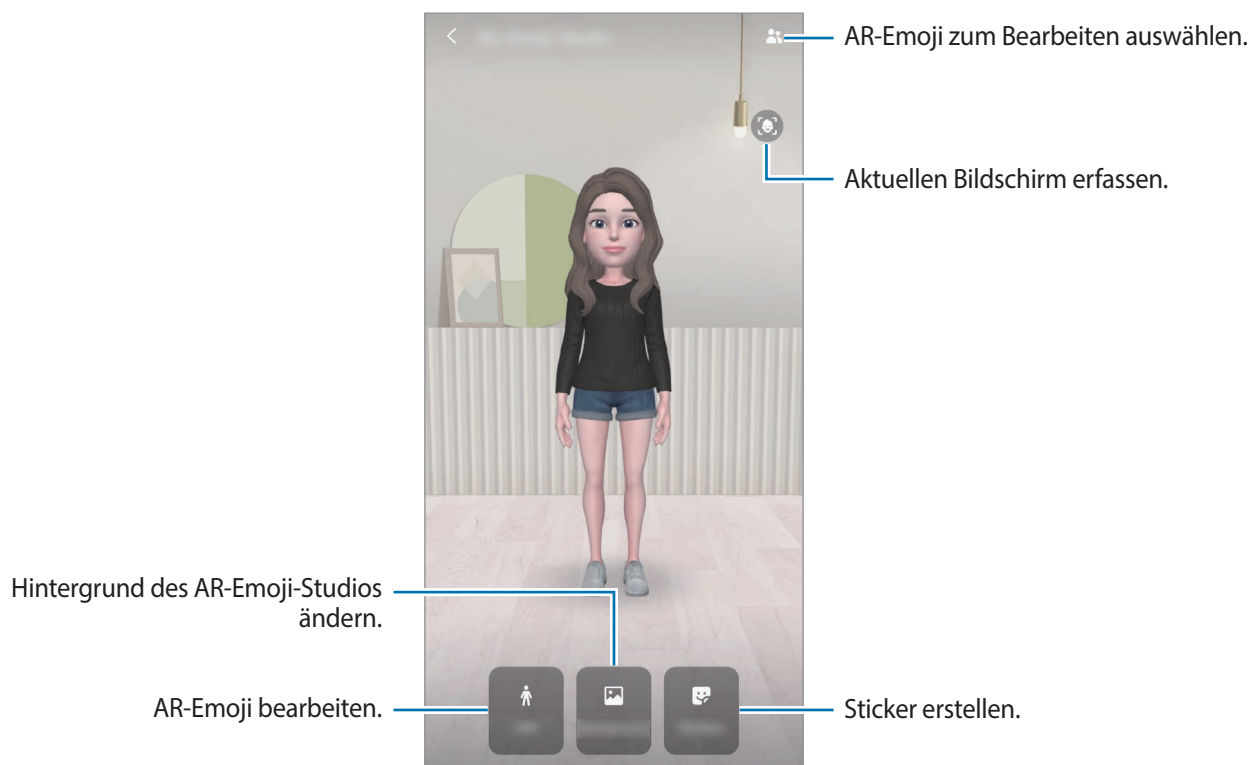 AR-Emoji zum Bearbeiten auswählen.
Aktuellen Bildschirm erfassen.
Hintergrund des AR-Emoji-Studios
ändern.
AR-Emoji bearbeiten.
Sticker erstellen.